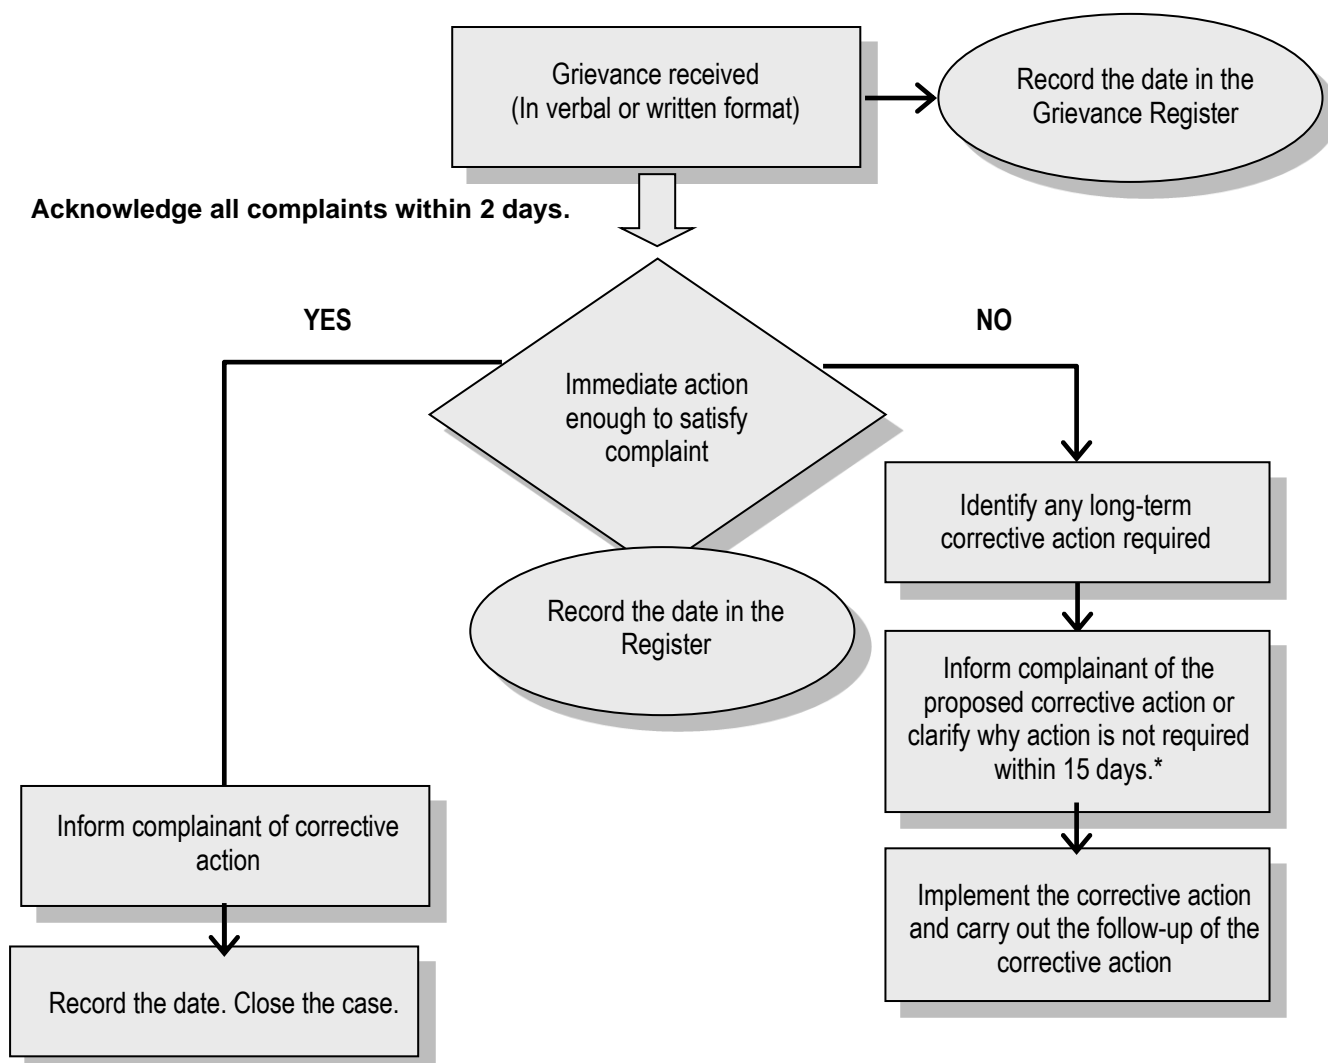 Grievance received
(In verbal or written format)
Record the date in the
Grievance Register
Acknowledge all complaints within 2 days.
YES
NO
Immediate action
enough to satisfy
complaint
Identify any long-term
corrective action required
Record the date in the
Register
Inform complainant of the
proposed corrective action or
clarify why action is not required
within 15 days.*
Inform complainant of corrective
action
Implement the corrective action
and carry out the follow-up of the
corrective action
Record the date. Close the case.